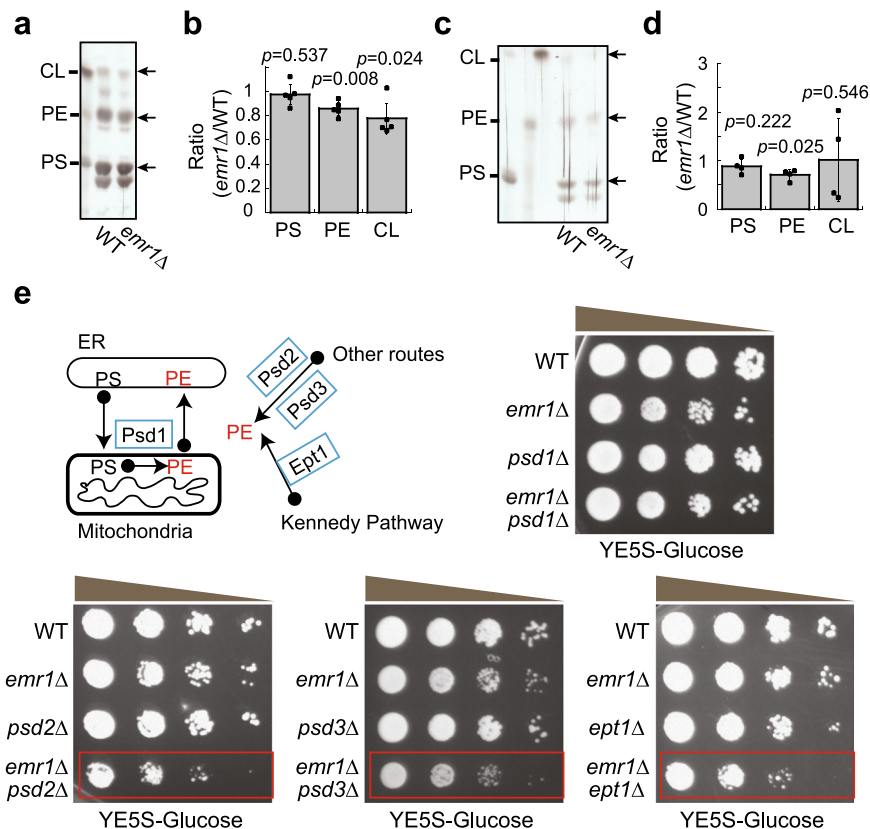 a
CL
PE
PS
WT
emr1Δ
b
p=0.537
p=0.024
p=0.008
Ratio
(emr1Δ/WT)
1
0.8
0.6
0.4
0.2
0
PS
PE
CL
c
CL
PE
PS
WT
emr1Δ
d
p=0.546
p=0.222
p=0.025
Ratio
(emr1Δ/WT)
3
2
1
0
PS
PE
CL
e
ER
PS
PE
Psd1
PS
PE
Mitochondria
Psd2
Other routes
Psd3
PE
Ept1
Kennedy Pathway
WT
emr1Δ
psd1Δ
emr1Δ
psd1Δ
YE5S-Glucose
WT
emr1Δ
psd2Δ
emr1Δ
psd2Δ
YE5S-Glucose
WT
emr1Δ
psd3Δ
emr1Δ
psd3Δ
YE5S-Glucose
WT
emr1Δ
ept1Δ
emr1Δ
ept1Δ
YE5S-Glucose